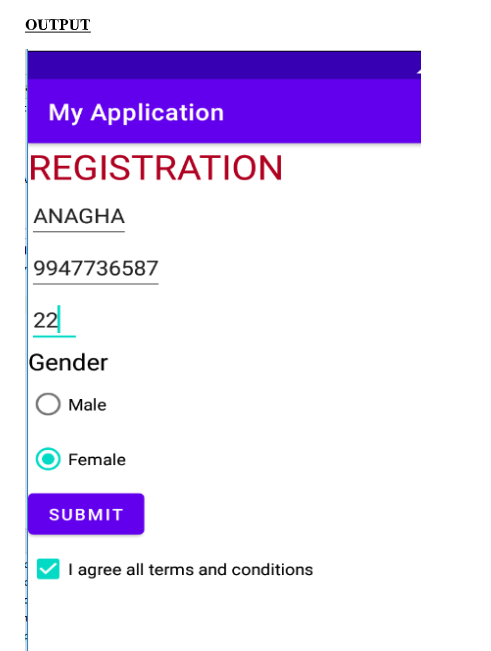 OUTPUT
My Application
REGISTRATION
ANAGHA
9947736587
22
Gender
Male
Female
SUBMIT
I agree all terms and conditions